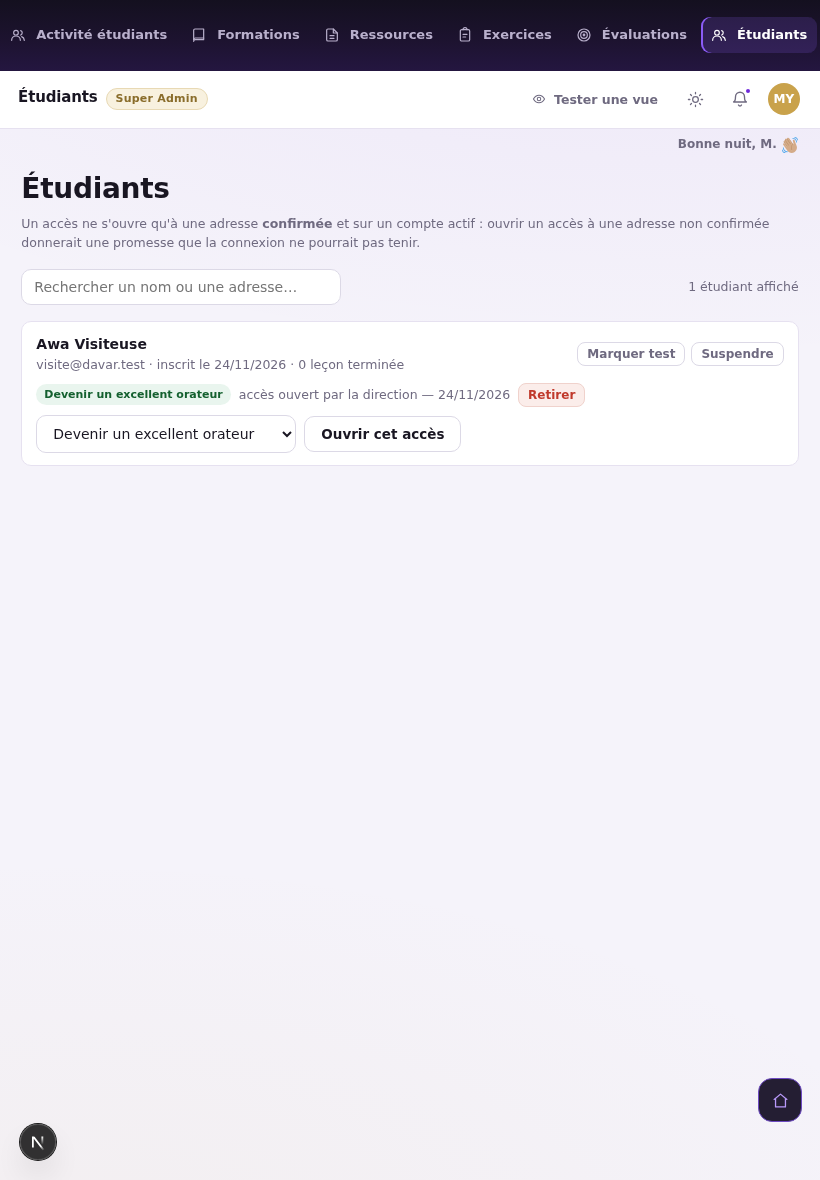 Activité étudiants
Formations
Ressources
Exercices
Évaluations
Étudiants
Étudiants
Super Admin
Tester une vue
MY
Bonne nuit, M. 👋🏽
Étudiants
Un accès ne s'ouvre qu'à une adresse confirmée et sur un compte actif : ouvrir un accès à une adresse non confirmée
donnerait une promesse que la connexion ne pourrait pas tenir.
Rechercher un nom ou une adresse…
1 étudiant affiché
Awa Visiteuse
visite@davar.test · inscrit le 24/11/2026 · 0 leçon terminée
Marquer test
Suspendre
Devenir un excellent orateur
accès ouvert par la direction — 24/11/2026
Retirer
Devenir un excellent orateur
Ouvrir cet accès
N